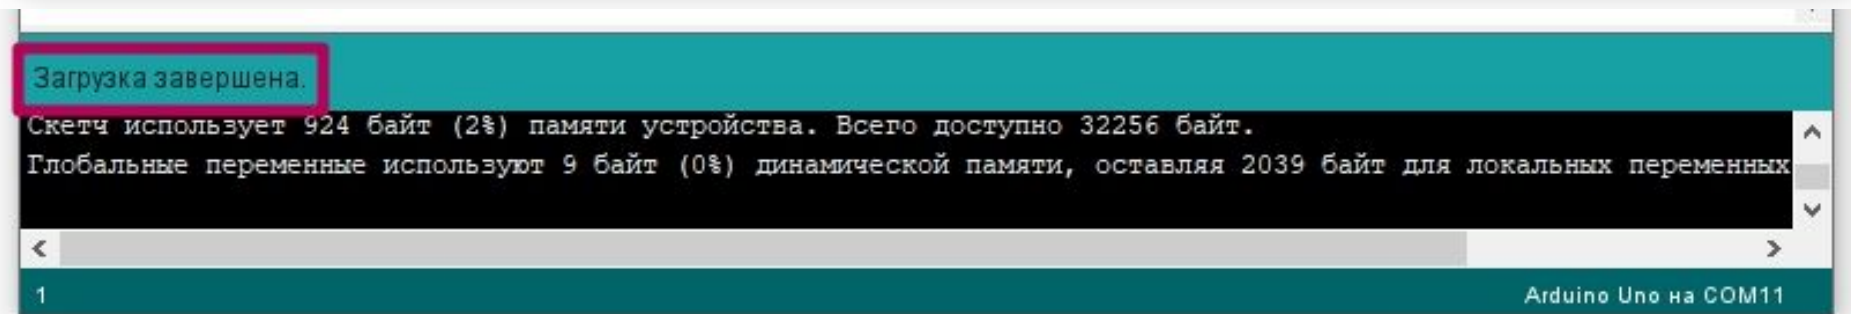 Загрузка завершена.
Скетч использует 924 байт (2%) памяти устройства. Всего доступно 32256 байт.
Глобальные переменные используют 9 байт (0%) динамической памяти, оставляя 2039 байт для локальных переменных
1
Arduino Uno на COM11